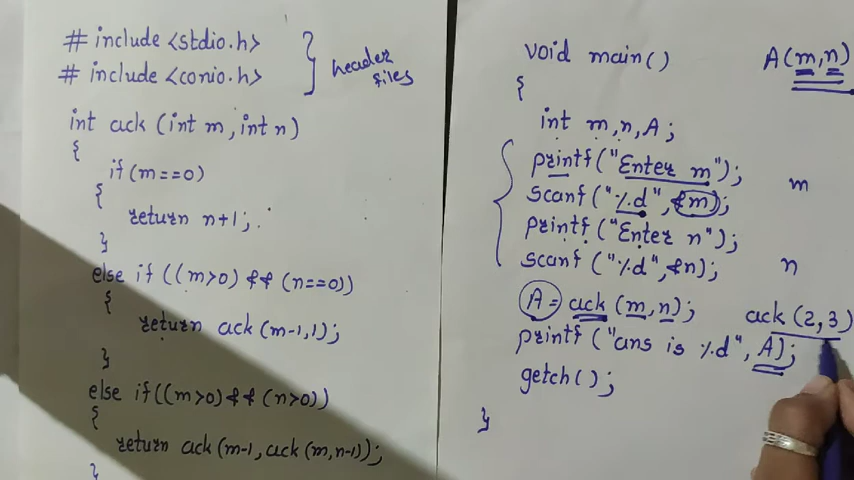 # include <stdio.h>
# include <conio.h>
header files
int ack (int m, int n)
{
if (m==0)
{
return n+1;
}
else if ((m>0) && (n==0))
{
return ack (m-1,1);
}
else if((m>0) && (n>0))
{
return ack (m-1, ack (m, n-1));
}
void main()
A(m,n)
{
int m,n,A;
printf("Enter m");
m
scanf("%d",&m);
printf("Enter n");
scanf("%d",&n);
n
A = ack (m,n);
ack (2,3)
printf ("ans is %d", A);
getch();
}